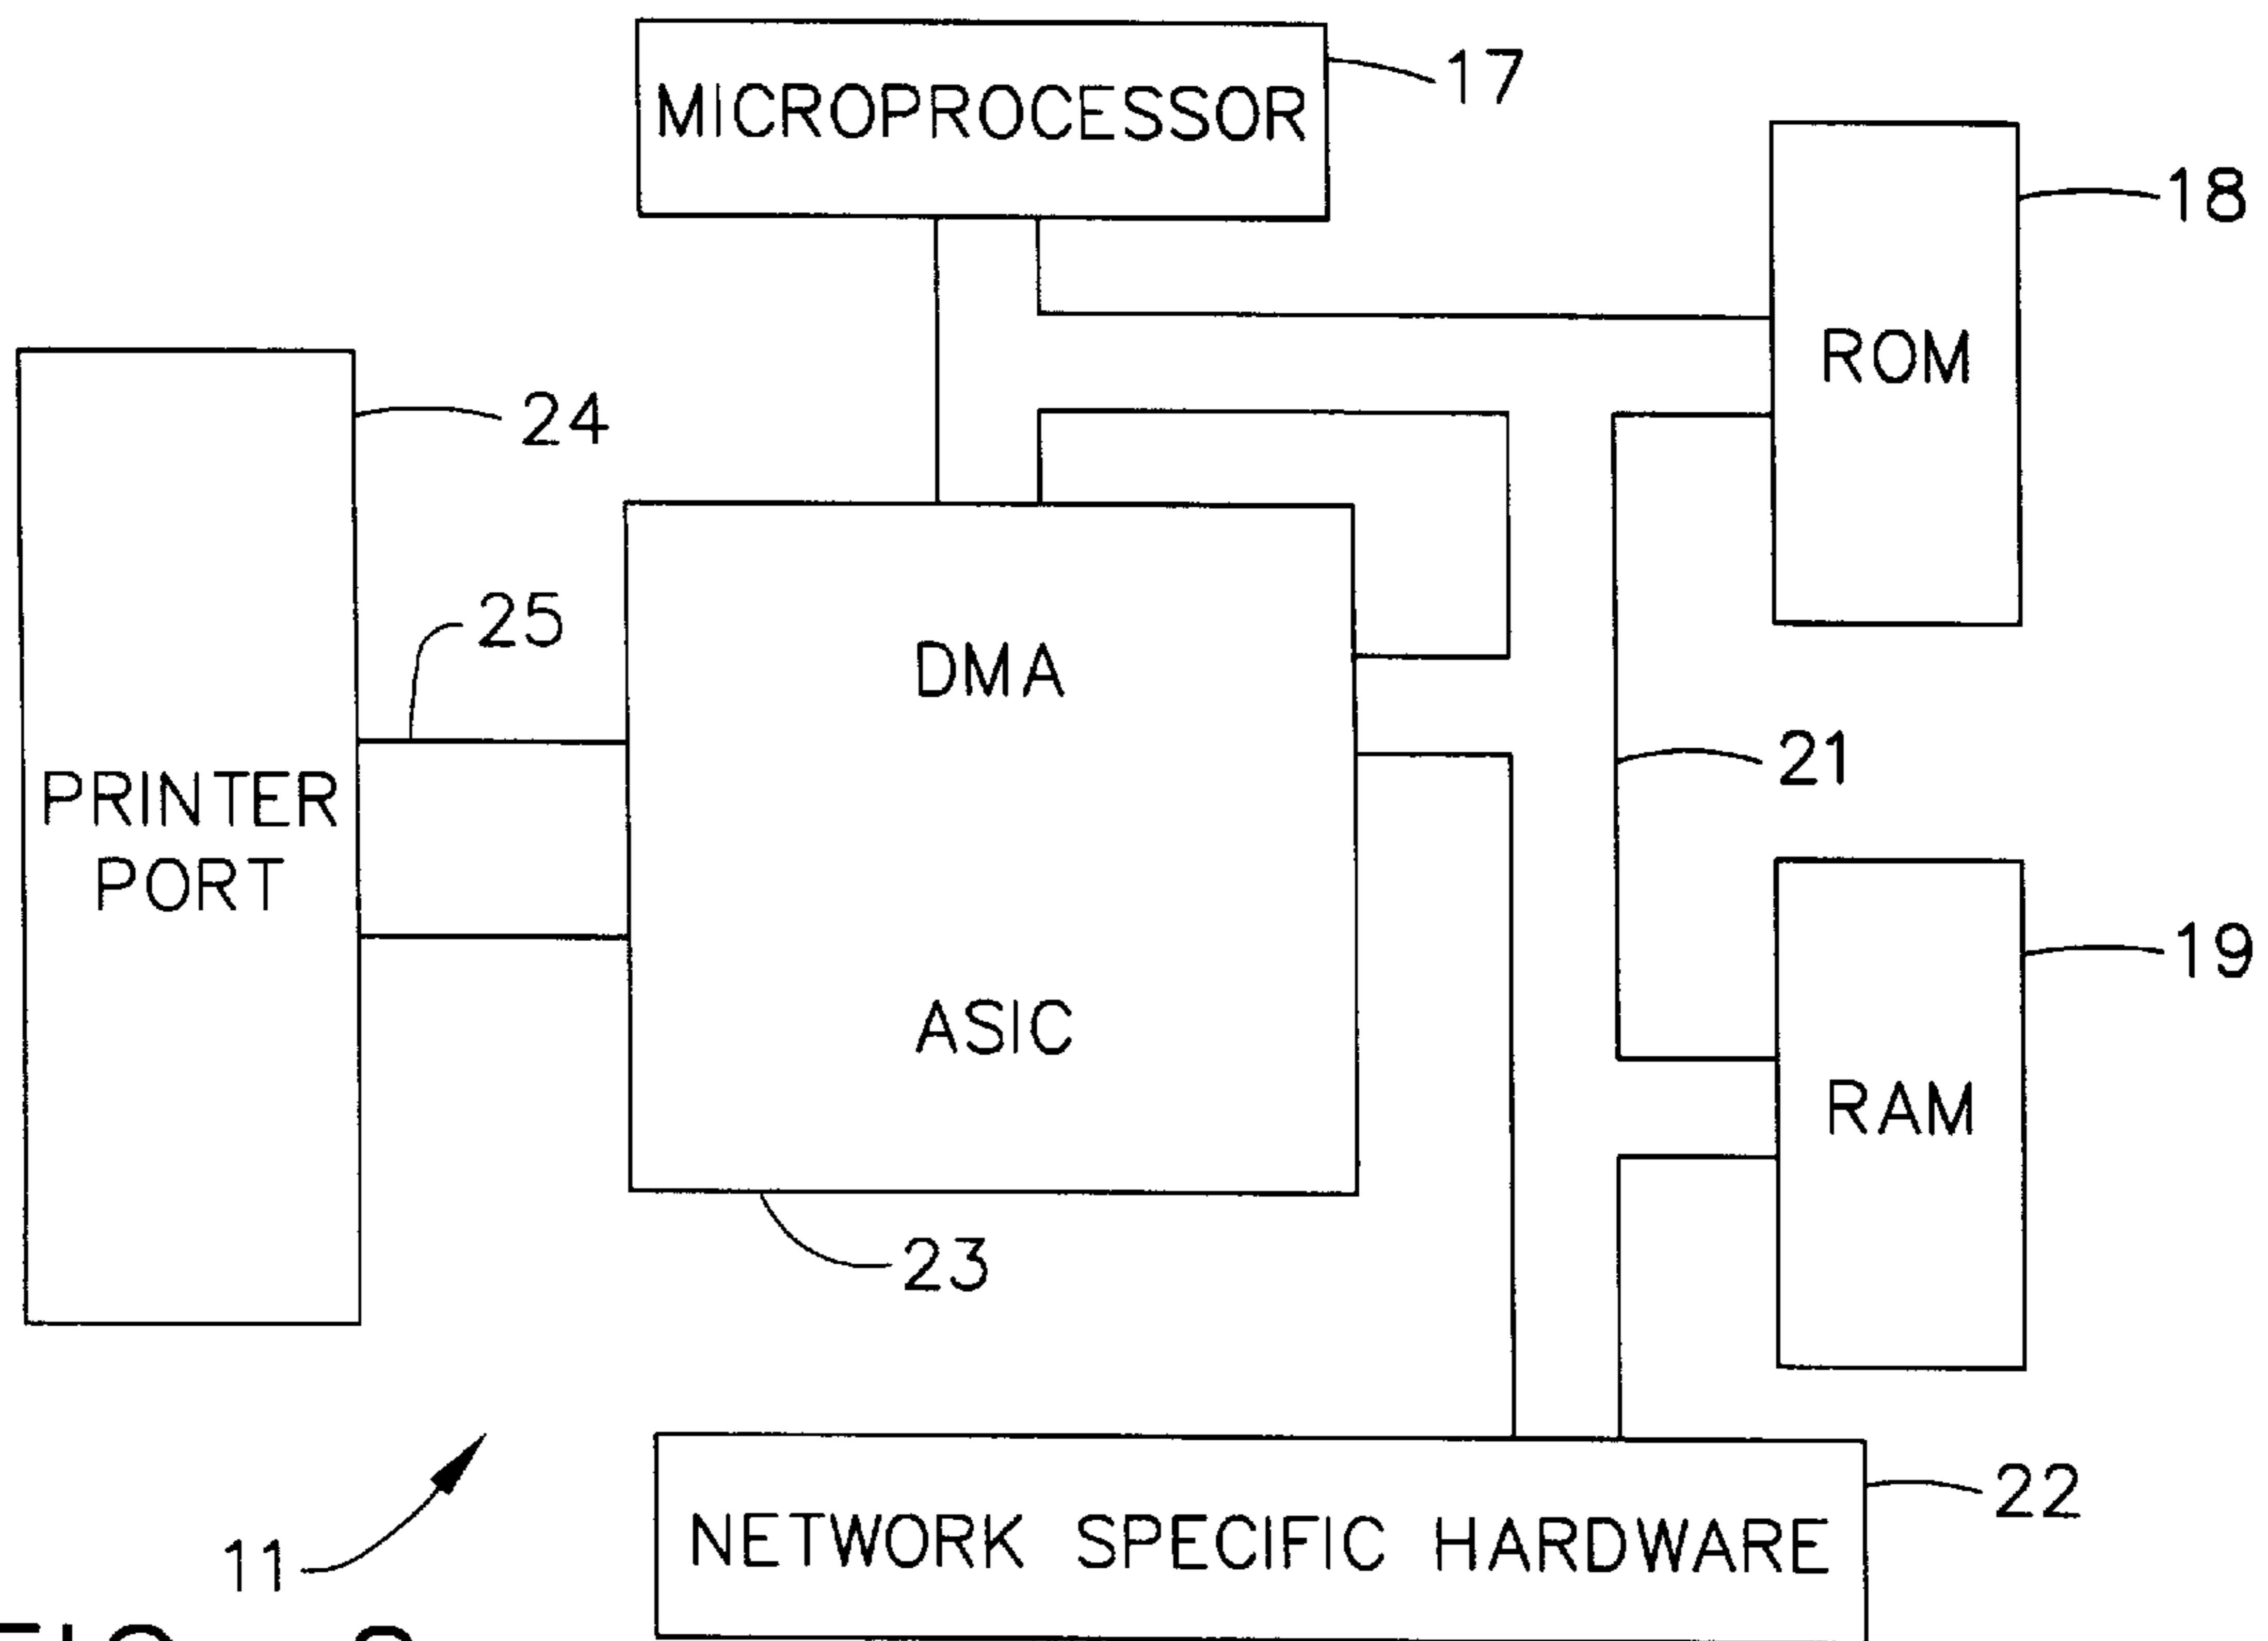 MICROPROCESSOR
17
18
ROM
24
25
DMA
21
PRINTER
PORT
19
ASIC
RAM
23
22
NETWORK SPECIFIC HARDWARE
11